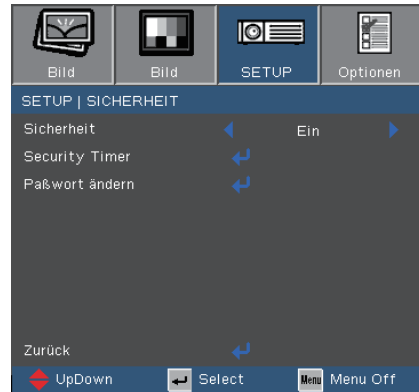 Bild Bild SETUP Optionen
SETUP | SICHERHEIT
Sicherheit Ein
Security Timer
Paßwort ändern
Zurück
UpDown Select Menu Menu Off